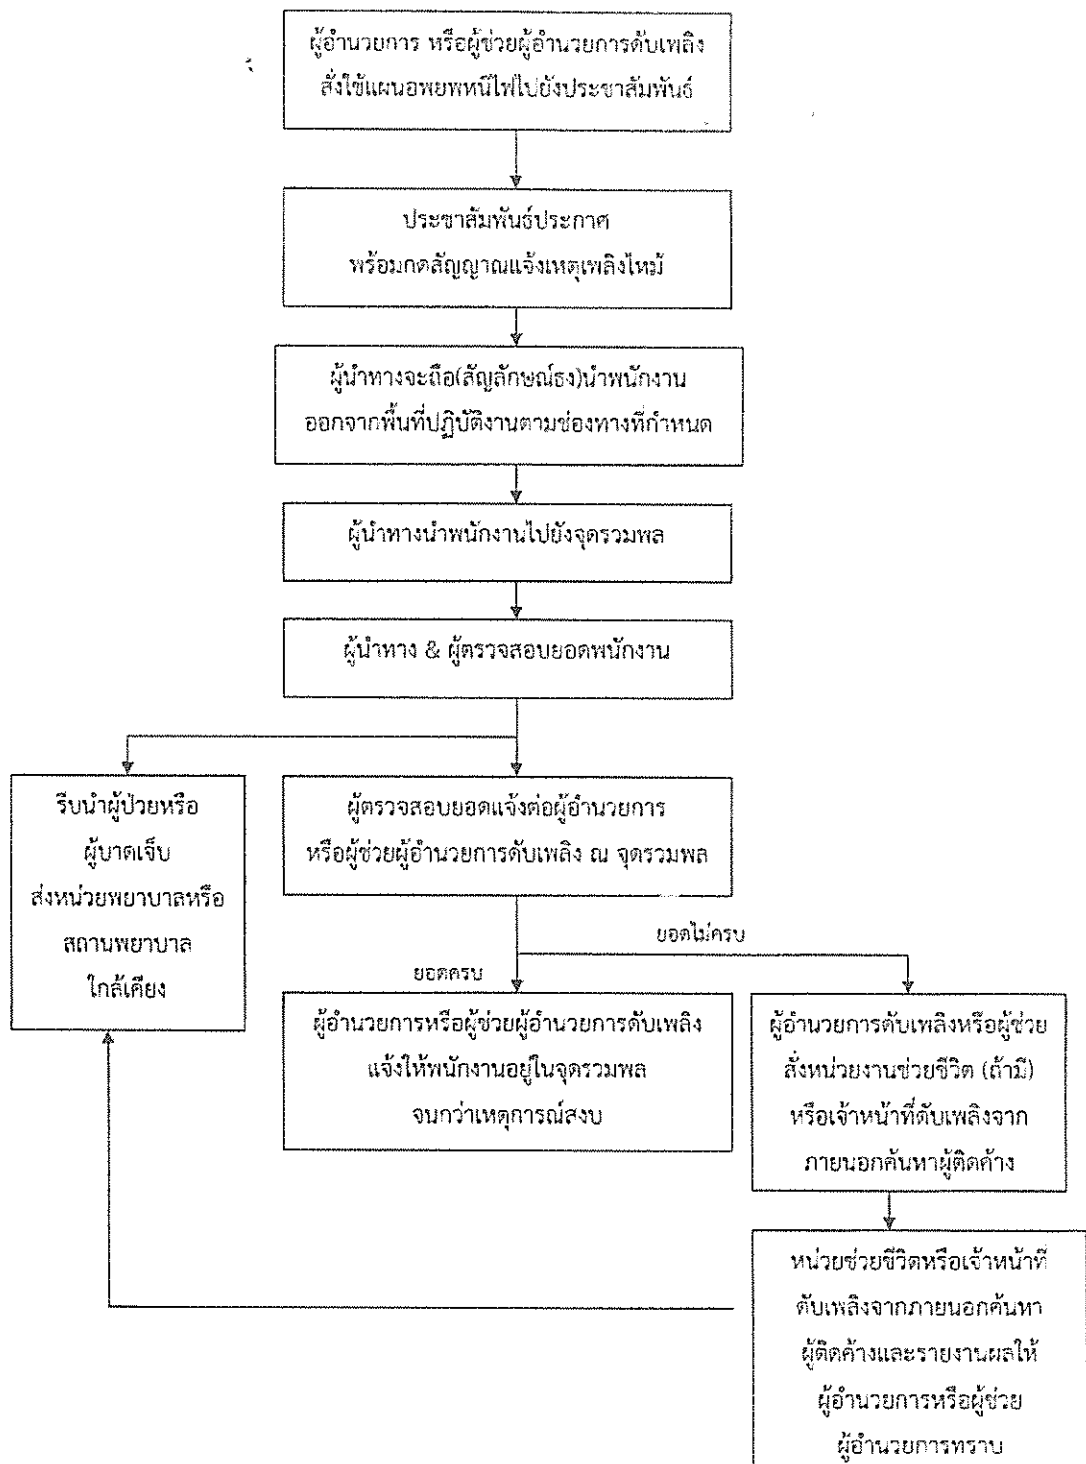 ผู้อำนวยการ หรือผู้ช่วยผู้อำนวยการดับเพลิง
สั่งใช้แผนอพยพหนีไฟไปยังประชาสัมพันธ์
ประชาสัมพันธ์ประกาศ
พร้อมกดสัญญาณแจ้งเหตุเพลิงไหม้
ผู้นำทางจะถือ(สัญลักษณ์ธง)นำพนักงาน
ออกจากพื้นที่ปฏิบัติงานตามช่องทางที่กำหนด
ผู้นำทางนำพนักงานไปยังจุดรวมพล
ผู้นำทาง & ผู้ตรวจสอบยอดพนักงาน
รีบนำผู้ป่วยหรือ
ผู้บาดเจ็บ
ส่งหน่วยพยาบาลหรือ
สถานพยาบาล
ใกล้เคียง
ผู้ตรวจสอบยอดแจ้งต่อผู้อำนวยการ
หรือผู้ช่วยผู้อำนวยการดับเพลิง ณ จุดรวมพล
ยอดไม่ครบ
ยอดครบ
ผู้อำนวยการหรือผู้ช่วยผู้อำนวยการดับเพลิง
แจ้งให้พนักงานอยู่ในจุดรวมพล
จนกว่าเหตุการณ์สงบ
ผู้อำนวยการดับเพลิงหรือผู้ช่วย
สั่งหน่วยงานช่วยชีวิต (ถ้ามี)
หรือเจ้าหน้าที่ดับเพลิงจาก
ภายนอกค้นหาผู้ติดค้าง
หน่วยช่วยชีวิตหรือเจ้าหน้าที่
ดับเพลิงจากภายนอกค้นหา
ผู้ติดค้างและรายงานผลให้
ผู้อำนวยการหรือผู้ช่วย
ผู้อำนวยการทราบ